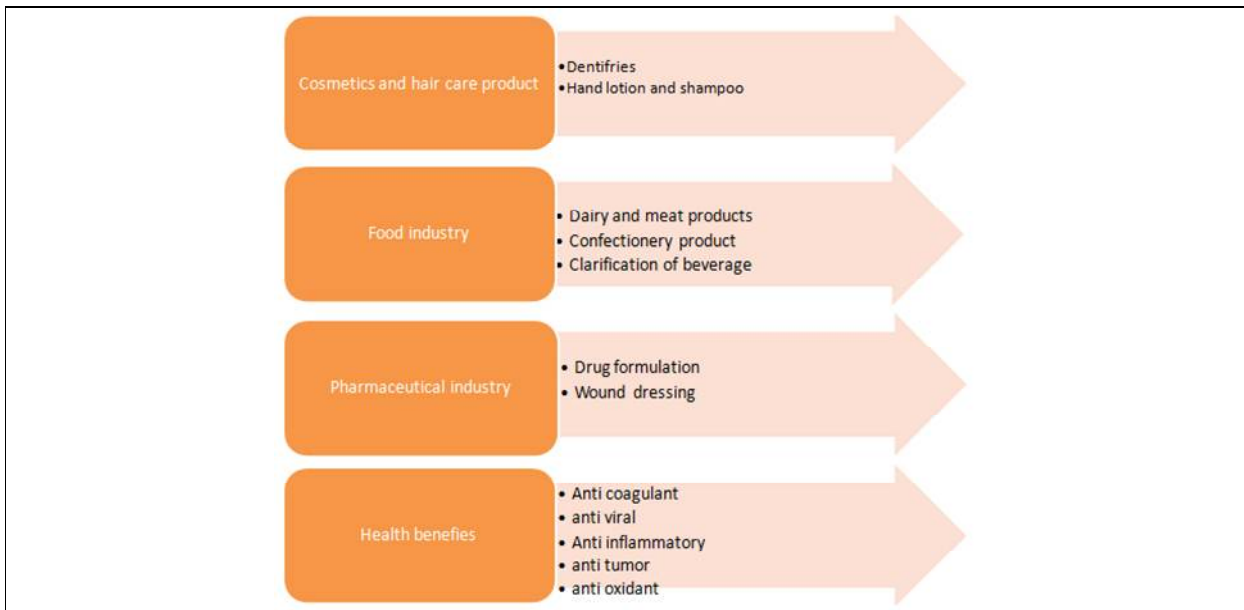 Cosmetics and hair care product
•Dentifries
•Hand lotion and shampoo
Food industry
• Dairy and meat products
• Confectionery product
• Clarification of beverage
Pharmaceutical industry
• Drug formulation
• Wound dressing
Health benefies
• Anti coagulant
• anti viral
• Anti inflammatory
• anti tumor
• anti oxidant